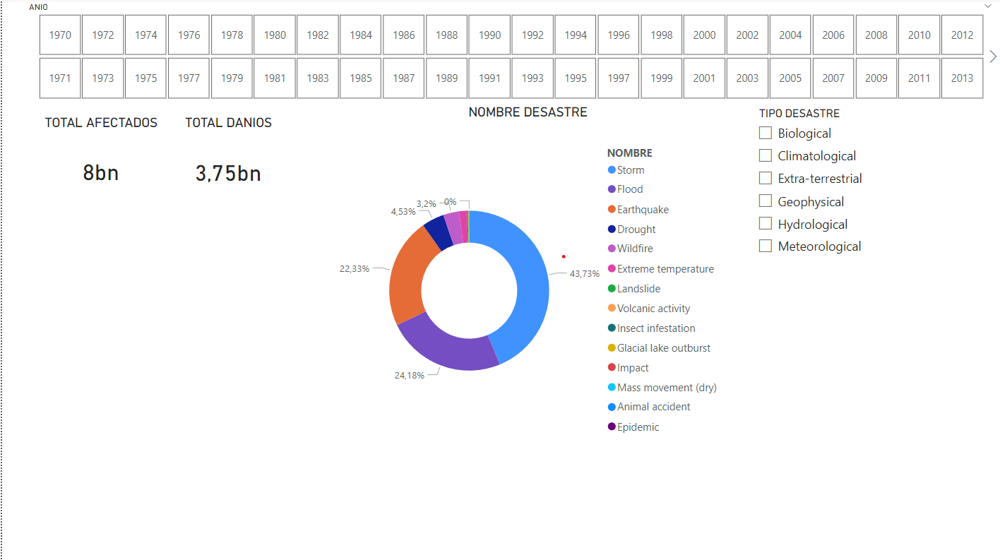 ANIO
1970 1972 1974 1976 1978 1980 1982 1984 1986 1988 1990 1992 1994 1996 1998 2000 2002 2004 2006 2008 2010 2012
1971 1973 1975 1977 1979 1981 1983 1985 1987 1989 1991 1993 1995 1997 1999 2001 2003 2005 2007 2009 2011 2013
TOTAL AFECTADOS
8bn
TOTAL DANIOS
3,75bn
NOMBRE DESASTRE
0%
3,2%
4,53%
22,33%
43,73%
24,18%
NOMBRE
Storm
Flood
Earthquake
Drought
Wildfire
Extreme temperature
Landslide
Volcanic activity
Insect infestation
Glacial lake outburst
Impact
Mass movement (dry)
Animal accident
Epidemic
TIPO DESASTRE
Biological
Climatological
Extra-terrestrial
Geophysical
Hydrological
Meteorological